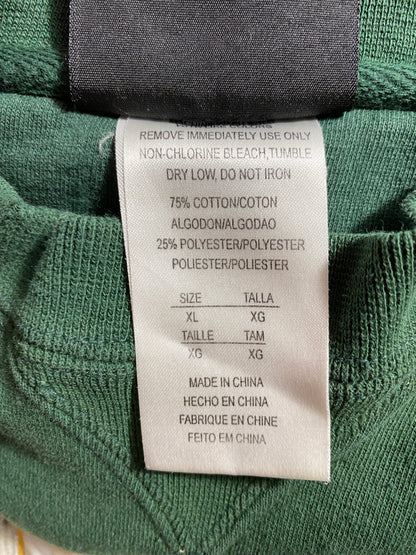 REMOVE IMMEDIATELY USE ONLY
NON-CHLORINE BLEACH,TUMBLE
DRY LOW, DO NOT IRON
75% COTTON/COTON
ALGODON/ALGODAO
25% POLYESTER/POLYESTER
POLIESTER/POLIESTER
SIZE TALLA
XL XG
TAILLE TAM
XG XG
MADE IN CHINA
HECHO EN CHINA
FABRIQUE EN CHINE
FEITO EM CHINA